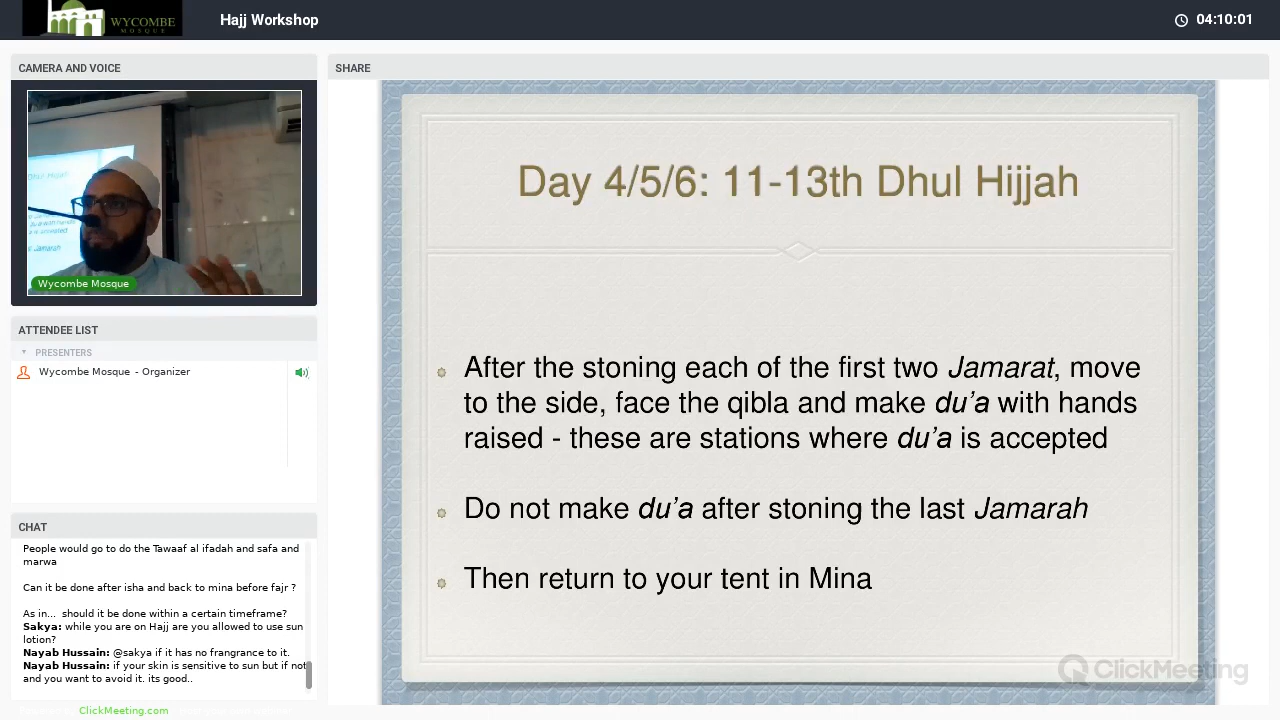 WYCOMBE
MOSQUE
Hajj Workshop
04:10:01
CAMERA AND VOICE
SHARE
Wycombe Mosque
ATTENDEE LIST
PRESENTERS
Wycombe Mosque - Organizer
CHAT
People would go to do the Tawaaf al ifadah and safa and
marwa
Can it be done after isha and back to mina before fajr ?
As in... should it be done within a certain timeframe?
Sakya: while you are on Hajj are you allowed to use sun
lotion?
Nayab Hussain: @sakya if it has no frangrance to it.
Nayab Hussain: if your skin is sensitive to sun but if not
and you want to avoid it. its good..
ClickMeeting.com
Day 4/5/6: 11-13th Dhul Hijjah
After the stoning each of the first two Jamarat, move
to the side, face the qibla and make du’a with hands
raised - these are stations where du’a is accepted
Do not make du’a after stoning the last Jamarah
Then return to your tent in Mina
ClickMeeting